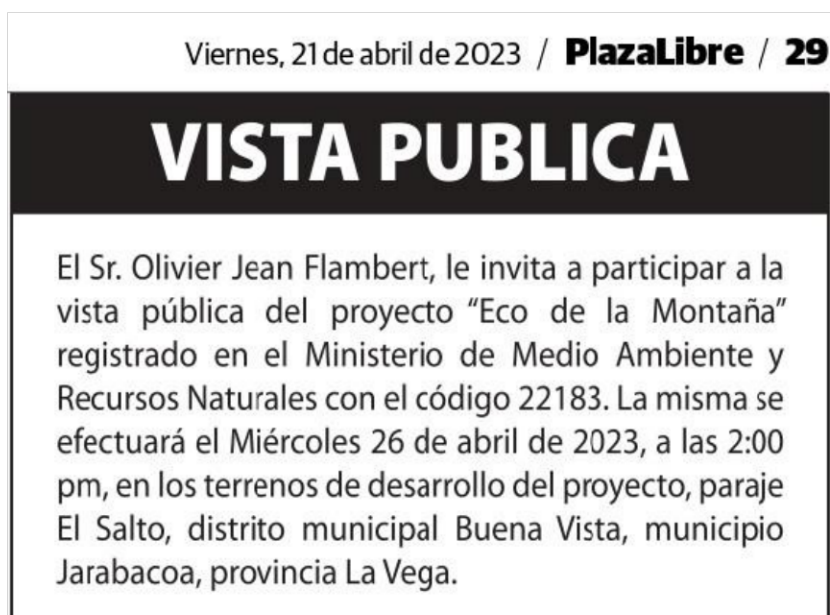 Viernes, 21 de abril de 2023 / PlazaLibre / 29
VISTA PUBLICA
El Sr. Olivier Jean Flambert, le invita a participar a la
vista pública del proyecto “Eco de la Montaña”
registrado en el Ministerio de Medio Ambiente y
Recursos Naturales con el código 22183. La misma se
efectuará el Miércoles 26 de abril de 2023, a las 2:00
pm, en los terrenos de desarrollo del proyecto, paraje
El Salto, distrito municipal Buena Vista, municipio
Jarabacoa, provincia La Vega.